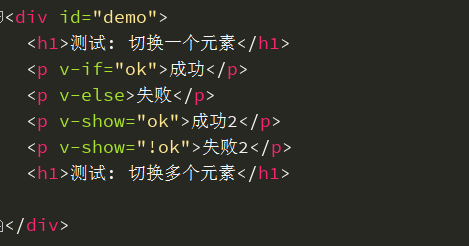 <div id="demo">
<h1>测试: 切换一个元素</h1>
<p v-if="ok">成功</p>
<p v-else>失败</p>
<p v-show="ok">成功2</p>
<p v-show="!ok">失败2</p>
<h1>测试: 切换多个元素</h1>
</div>